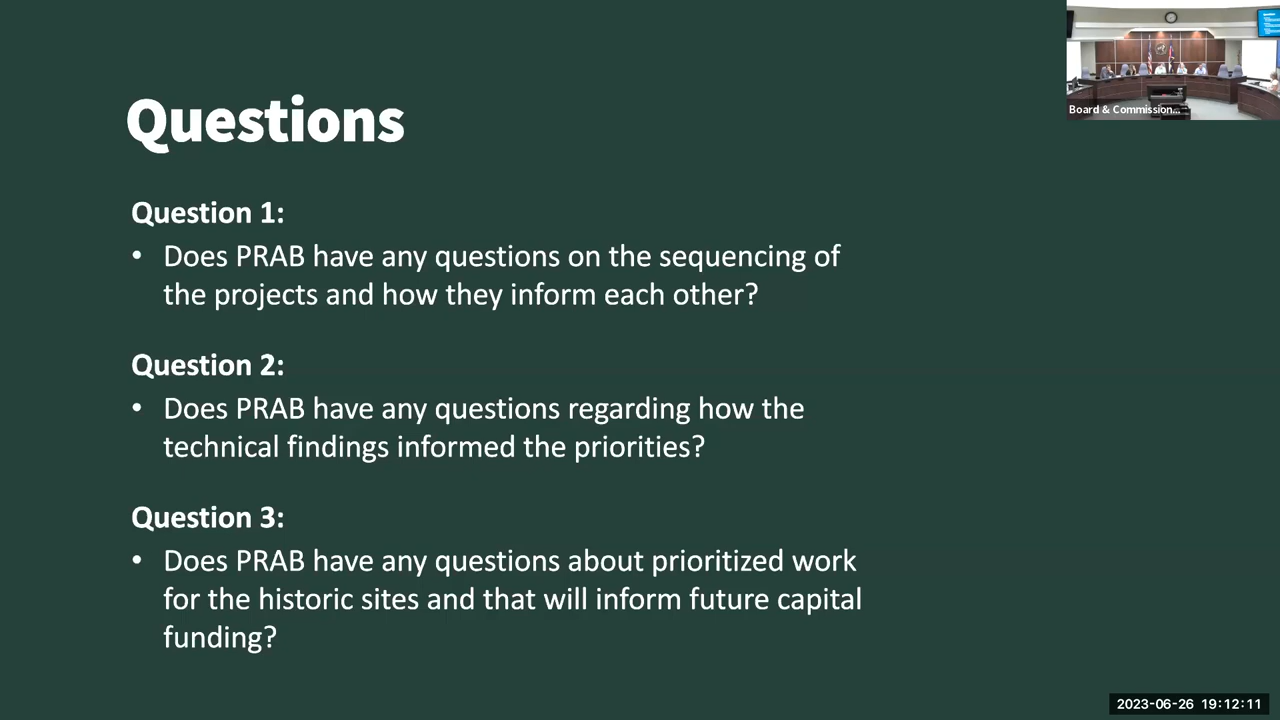 Questions
Board & Commission...
Question 1:
• Does PRAB have any questions on the sequencing of
the projects and how they inform each other?
Question 2:
• Does PRAB have any questions regarding how the
technical findings informed the priorities?
Question 3:
• Does PRAB have any questions about prioritized work
for the historic sites and that will inform future capital
funding?
2023-06-26 19:12:11